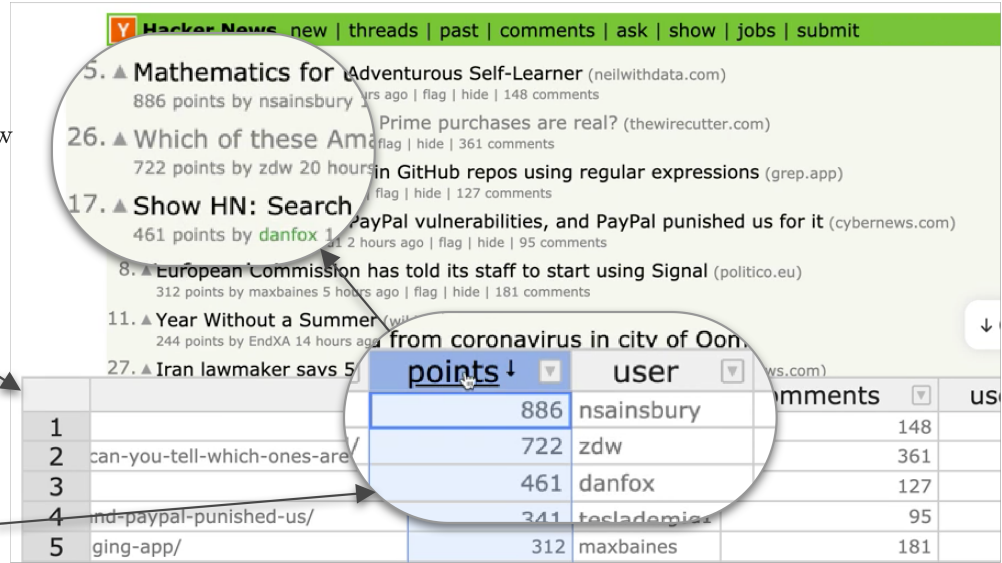 Y Hacker News new | threads | past | comments | ask | show | jobs | submit
5. ▲ Mathematics for Adventurous Self-Learner (neilwithdata.com)
886 points by nsainsbury 1 urs ago | flag | hide | 148 comments
w
26. ▲ Which of these Ama Prime purchases are real? (thewirecutter.com)
722 points by zdw 20 hours flag | hide | 361 comments
17. ▲ Show HN: Search in GitHub repos using regular expressions (grep.app)
461 points by danfox 1 flag | hide | 127 comments
PayPal vulnerabilities, and PayPal punished us for it (cybernews.com)
2 hours ago | flag | hide | 95 comments
8. ▲ European Commission has told its staff to start using Signal (politico.eu)
312 points by maxbaines 5 hours ago | flag | hide | 181 comments
11. ▲ Year Without a Summer
244 points by EndXA 14 hours ago
from coronavirus in city of
27. ▲ Iran lawmaker says 5 ws.com)
points ↓ user omments us
1 886 nsainsbury 148
2 can-you-tell-which-ones-are / 722 zdw 361
3 461 danfox 127
4 nd-paypal-punished-us/ 341 95
5 ging-app/ 312 maxbaines 181